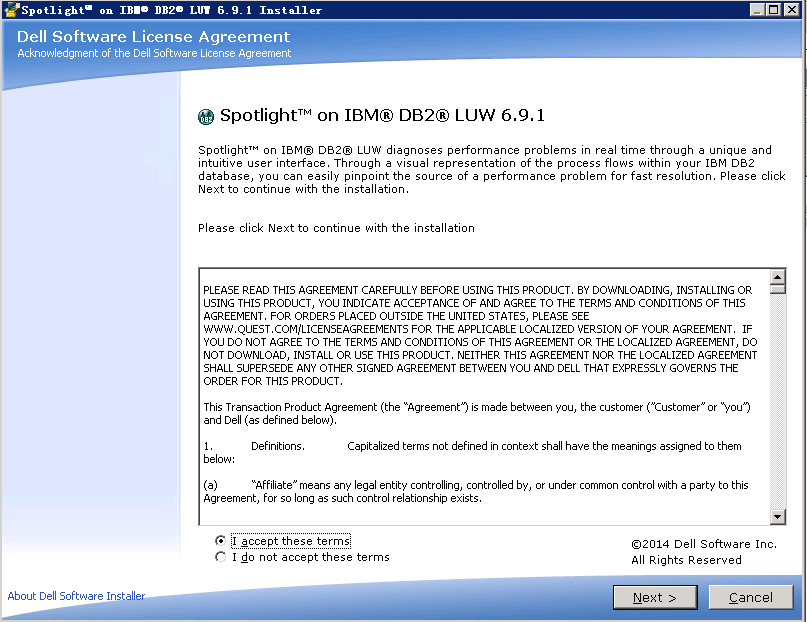 Spotlight™ on IBM® DB2® LUW 6.9.1 Installer
Dell Software License Agreement
Acknowledgment of the Dell Software License Agreement
DB2
Spotlight™ on IBM® DB2® LUW 6.9.1
Spotlight™ on IBM® DB2® LUW diagnoses performance problems in real time through a unique and
intuitive user interface. Through a visual representation of the process flows within your IBM DB2
database, you can easily pinpoint the source of a performance problem for fast resolution. Please click
Next to continue with the installation.
Please click Next to continue with the installation
PLEASE READ THIS AGREEMENT CAREFULLY BEFORE USING THIS PRODUCT. BY DOWNLOADING, INSTALLING OR
USING THIS PRODUCT, YOU INDICATE ACCEPTANCE OF AND AGREE TO THE TERMS AND CONDITIONS OF THIS
AGREEMENT. FOR ORDERS PLACED OUTSIDE THE UNITED STATES, PLEASE SEE
WWW.QUEST.COM/LICENSEAGREEMENTS FOR THE APPLICABLE LOCALIZED VERSION OF YOUR AGREEMENT.  IF
YOU DO NOT AGREE TO THE TERMS AND CONDITIONS OF THIS AGREEMENT OR THE LOCALIZED AGREEMENT, DO
NOT DOWNLOAD, INSTALL OR USE THIS PRODUCT. NEITHER THIS AGREEMENT NOR THE LOCALIZED AGREEMENT
SHALL SUPERSEDE ANY OTHER SIGNED AGREEMENT BETWEEN YOU AND DELL THAT EXPRESSLY GOVERNS THE
ORDER FOR THIS PRODUCT.
This Transaction Product Agreement (the “Agreement”) is made between you, the customer (“Customer” or “you”)
and Dell (as defined below).
1. Definitions. Capitalized terms not defined in context shall have the meanings assigned to them
below:
(a) “Affiliate” means any legal entity controlling, controlled by, or under common control with a party to this
Agreement, for so long as such control relationship exists.
I accept these terms
I do not accept these terms
©2014 Dell Software Inc.
All Rights Reserved
About Dell Software Installer
Next >
Cancel